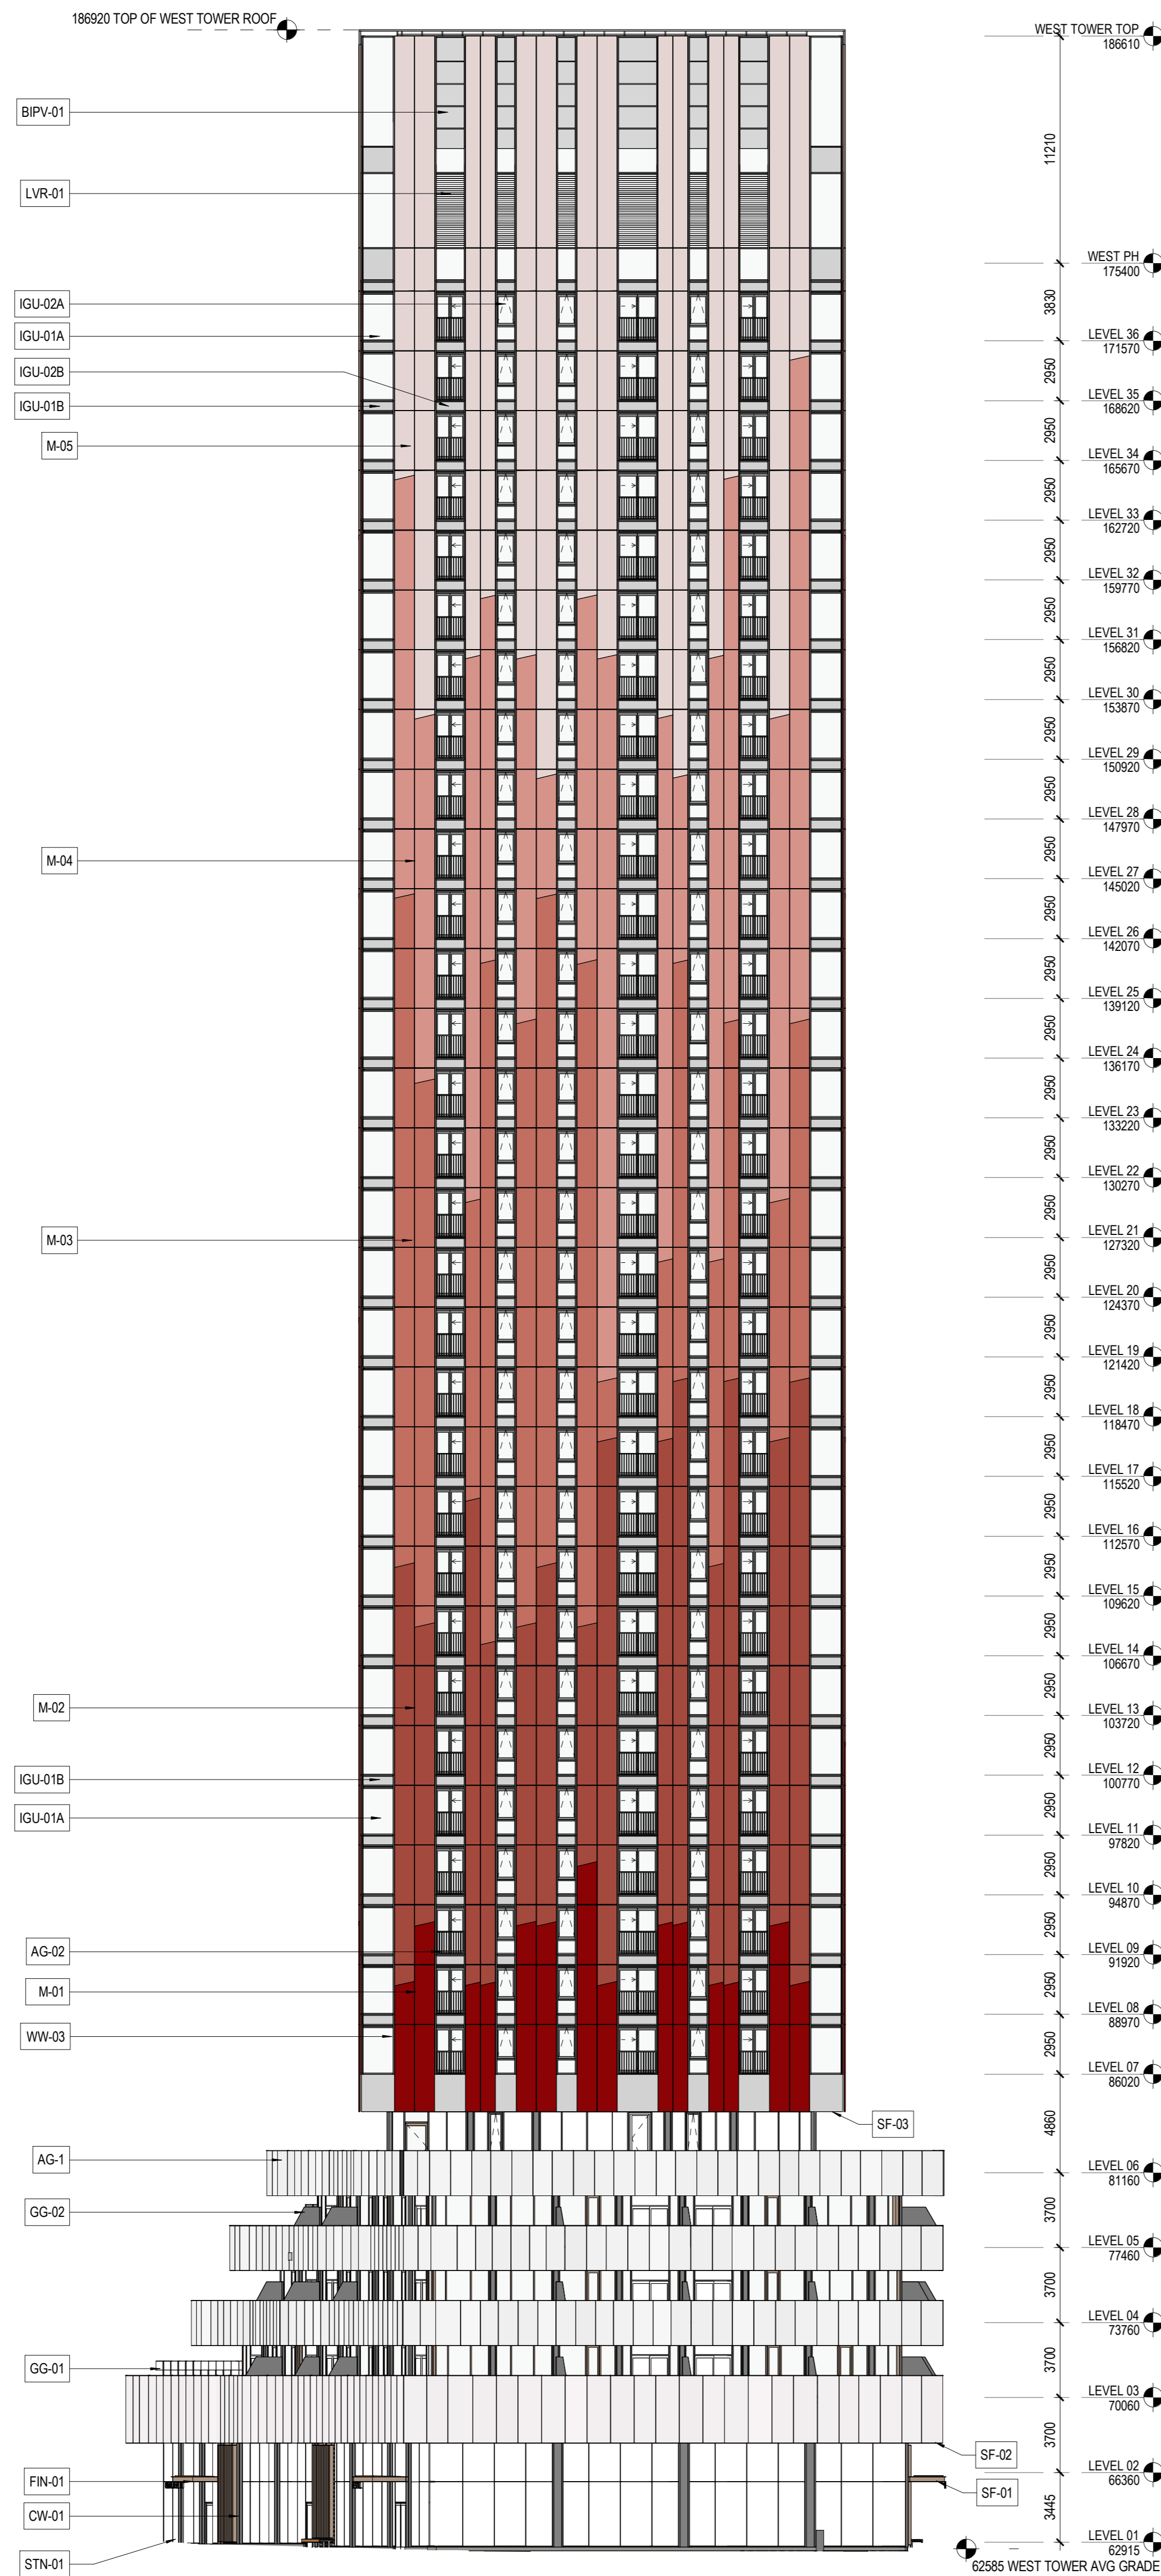 186920 TOP OF WEST TOWER ROOF
WEST TOWER TOP
186610
BIPV-01
11210
LVR-01
WEST PH
175400
IGU-02A
3830
IGU-01A
LEVEL 36
171570
IGU-02B
2950
IGU-01B
LEVEL 35
168620
M-05
2950
LEVEL 34
165670
2950
LEVEL 33
162720
2950
LEVEL 32
159770
2950
LEVEL 31
156820
2950
LEVEL 30
153870
2950
LEVEL 29
150920
2950
LEVEL 28
147970
M-04
2950
LEVEL 27
145020
2950
LEVEL 26
142070
2950
LEVEL 25
139120
2950
LEVEL 24
136170
2950
LEVEL 23
133220
2950
LEVEL 22
130270
2950
M-03
LEVEL 21
127320
2950
LEVEL 20
124370
2950
LEVEL 19
121420
2950
LEVEL 18
118470
2950
LEVEL 17
115520
2950
LEVEL 16
112570
2950
LEVEL 15
109620
2950
LEVEL 14
106670
2950
M-02
LEVEL 13
103720
2950
IGU-01B
LEVEL 12
100770
IGU-01A
2950
LEVEL 11
97820
2950
LEVEL 10
94870
2950
AG-02
LEVEL 09
91920
M-01
2950
LEVEL 08
88970
WW-03
2950
LEVEL 07
86020
SF-03
4860
AG-1
LEVEL 06
81160
GG-02
3700
LEVEL 05
77460
3700
LEVEL 04
73760
GG-01
3700
LEVEL 03
70060
3700
SF-02
FIN-01
LEVEL 02
66360
SF-01
CW-01
3445
LEVEL 01
62915
STN-01
62585 WEST TOWER AVG GRADE